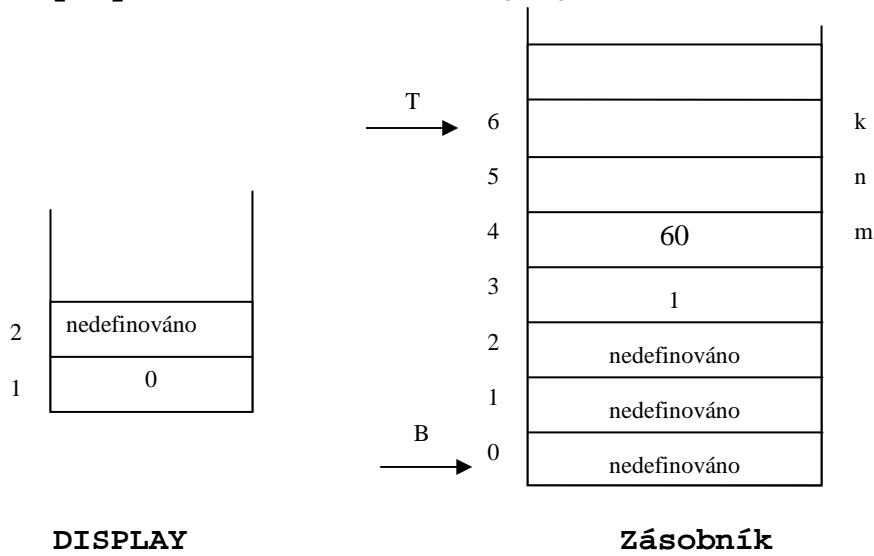 T
6 k
5 n
4 60 m
3 1
2 nedefinováno
1 nedefinováno
B
0 nedefinováno
2 nedefinováno
1 0
DISPLAY
Zásobník